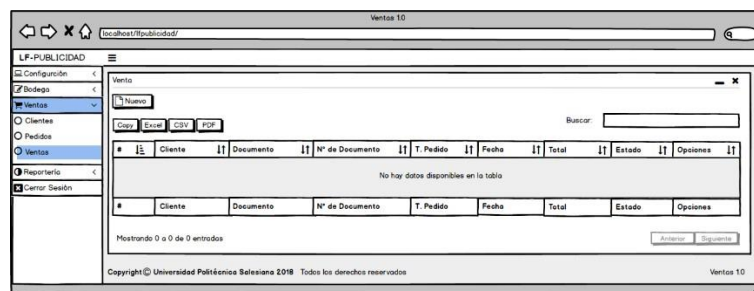 Ventas 1.0
localhost/lfpublicidad/
LF-PUBLICIDAD
Configurción
Bodega
Ventas
Clientes
Pedidos
Ventas
Reportería
Cerrar Sesión
Venta
Nuevo
Copy Excel CSV PDF
Buscar:
# Cliente Documento N° de Documento T. Pedido Fecha Total Estado Opciones
No hay datos disponibles en la tabla
# Cliente Documento N° de Documento T. Pedido Fecha Total Estado Opciones
Mostrando 0 a 0 de 0 entradas
Anterior Siguiente
Copyright© Universidad Politécnica Salesiana 2018 Todos los derechos reservados
Ventas 1.0